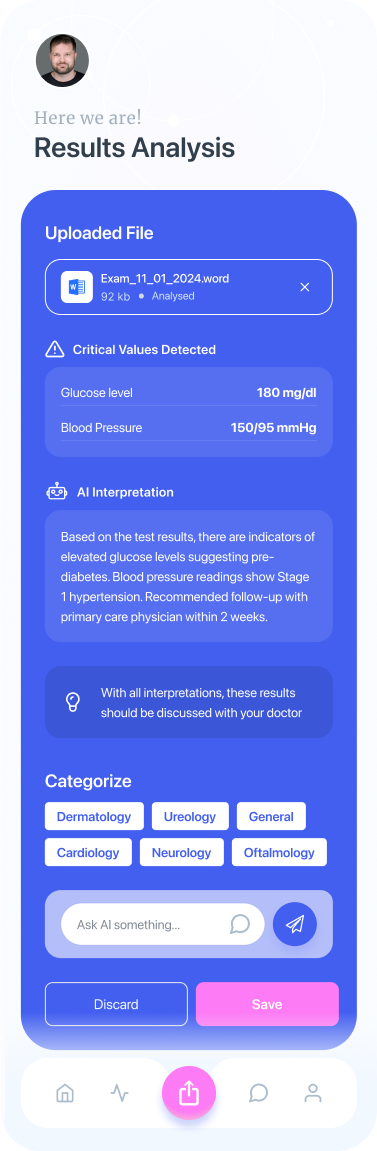 Here we are!
Results Analysis
Uploaded File
W
Exam_11_01_2024.word
92 kb • Analysed
Critical Values Detected
Glucose level 180 mg/dl
Blood Pressure 150/95 mmHg
AI Interpretation
Based on the test results, there are indicators of
elevated glucose levels suggesting pre-
diabetes. Blood pressure readings show Stage
1 hypertension. Recommended follow-up with
primary care physician within 2 weeks.
With all interpretations, these results
should be discussed with your doctor
Categorize
Dermatology Ureology General
Cardiology Neurology Oftalmology
Ask AI something...
Discard Save